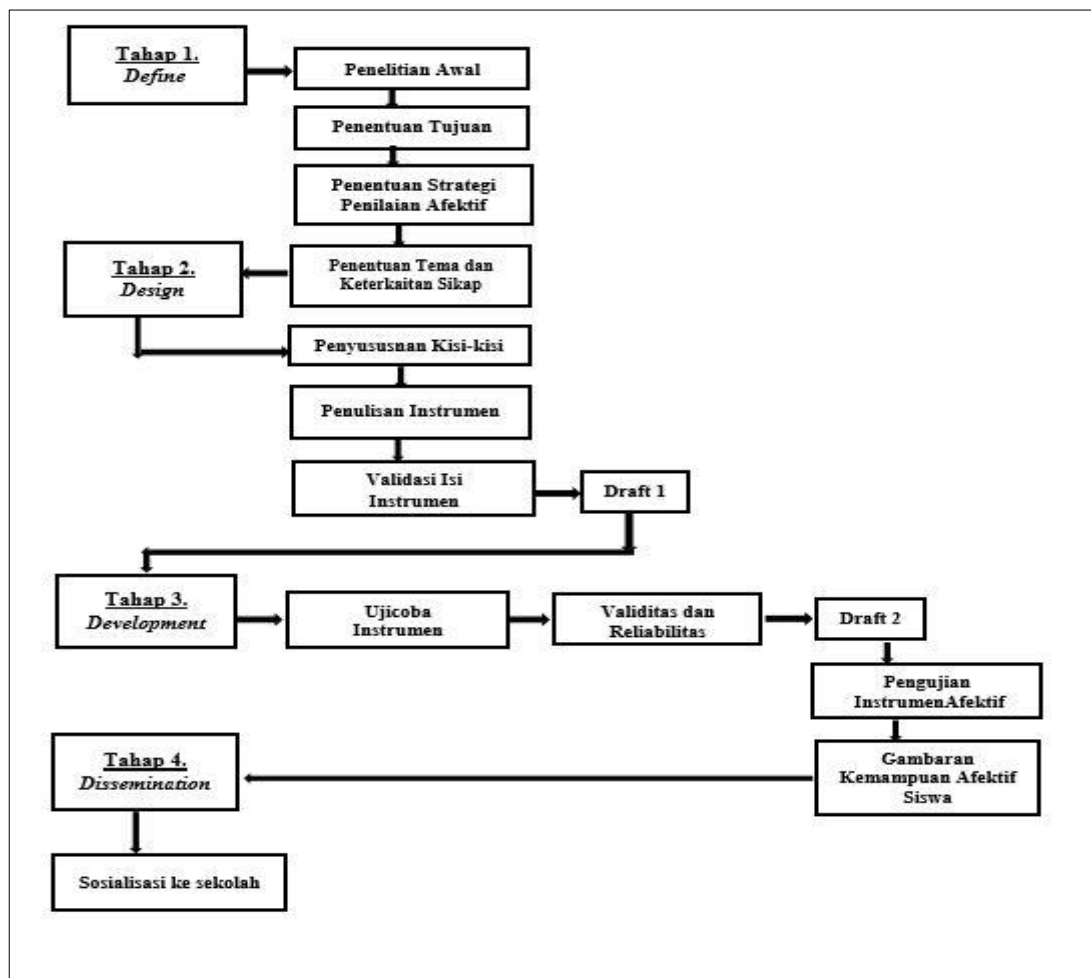 Tahap 1.
Define
Penelitian Awal
Penentuan Tujuan
Penentuan Strategi
Penilaian Afektif
Penentuan Tema dan
Keterkaitan Sikap
Tahap 2.
Design
Penyususnan Kisi-kisi
Penulisan Instrumen
Validasi Isi
Instrumen
Draft 1
Tahap 3.
Development
Ujicoba
Instrumen
Validitas dan
Reliabilitas
Draft 2
Pengujian
InstrumenAfektif
Gambaran
Kemampuan Afektif
Siswa
Tahap 4.
Dissemination
Sosialisasi ke sekolah